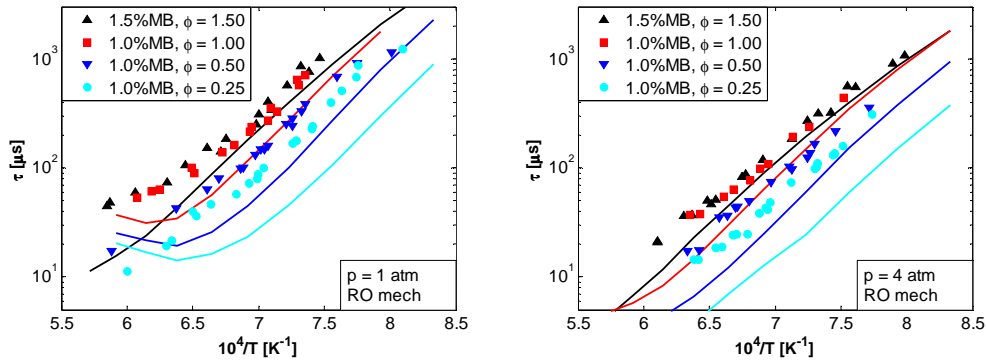 1.5%MB, ϕ = 1.50
1.0%MB, ϕ = 1.00
1.0%MB, ϕ = 0.50
1.0%MB, ϕ = 0.25
10³
10²
10¹
τ [μs]
p = 1 atm
RO mech
5.5 6 6.5 7 7.5 8 8.5
10⁴/T [K⁻¹]
1.5%MB, ϕ = 1.50
1.0%MB, ϕ = 1.00
1.0%MB, ϕ = 0.50
1.0%MB, ϕ = 0.25
10³
10²
10¹
τ [μs]
p = 4 atm
RO mech
5.5 6 6.5 7 7.5 8 8.5
10⁴/T [K⁻¹]